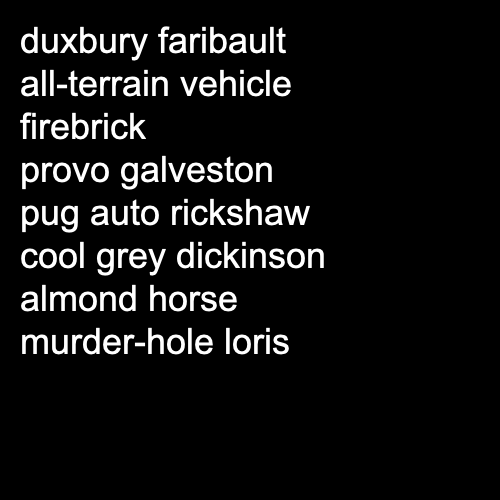 duxbury faribault
all-terrain vehicle
firebrick
provo galveston
pug auto rickshaw
cool grey dickinson
almond horse
murder-hole loris